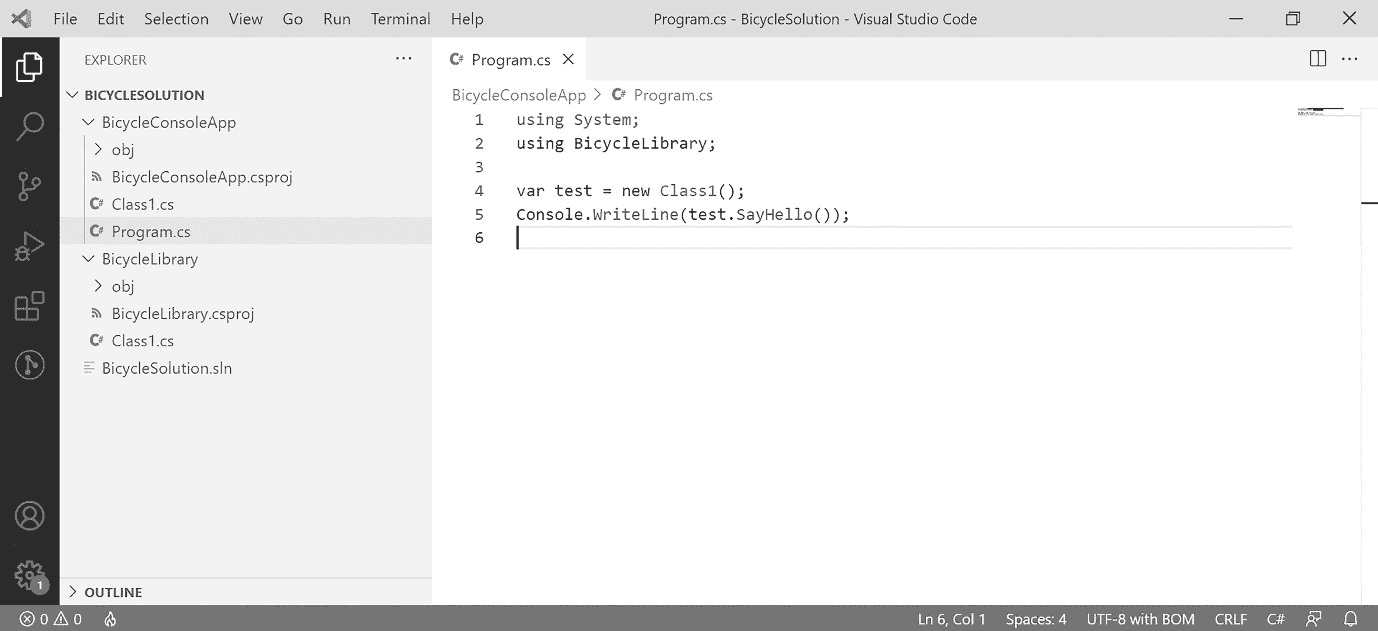 File Edit Selection View Go Run Terminal Help Program.cs - BicycleSolution - Visual Studio Code
EXPLORER ···
BICYCLESOLUTION
BicycleConsoleApp
obj
BicycleConsoleApp.csproj
C# Class1.cs
C# Program.cs
BicycleLibrary
obj
BicycleLibrary.csproj
C# Class1.cs
BicycleSolution.sln
OUTLINE
C# Program.cs
BicycleConsoleApp > C# Program.cs
1 using System;
2 using BicycleLibrary;
3
4 var test = new Class1();
5 Console.WriteLine(test.SayHello());
6
1
0 0 Ln 6, Col 1 Spaces: 4 UTF-8 with BOM CRLF C#